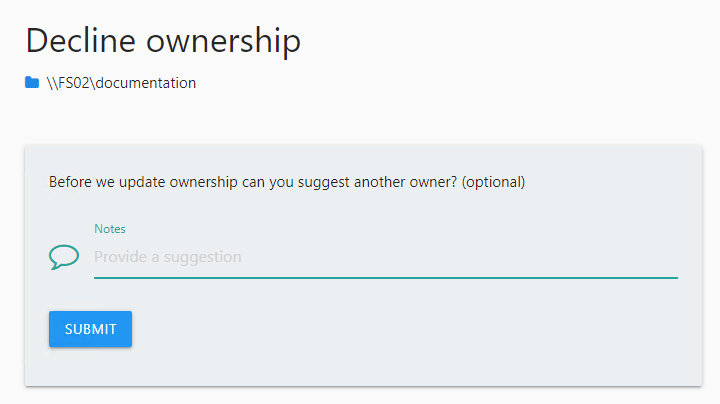 Decline ownership
\\FS02\documentation
Before we update ownership can you suggest another owner? (optional)
Notes
Provide a suggestion
SUBMIT